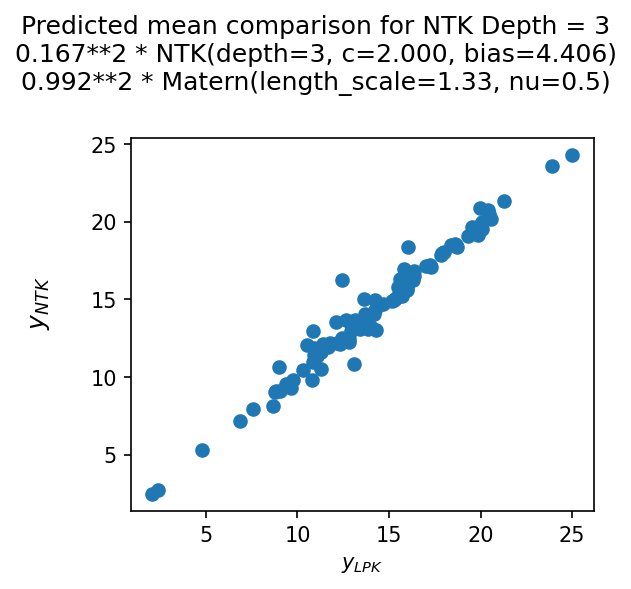 Predicted mean comparison for NTK Depth = 3
0.167**2 * NTK(depth=3, c=2.000, bias=4.406)
0.992**2 * Matern(length_scale=1.33, nu=0.5)
25
20
15
10
5
y_NTK
5 10 15 20 25
y_LPK